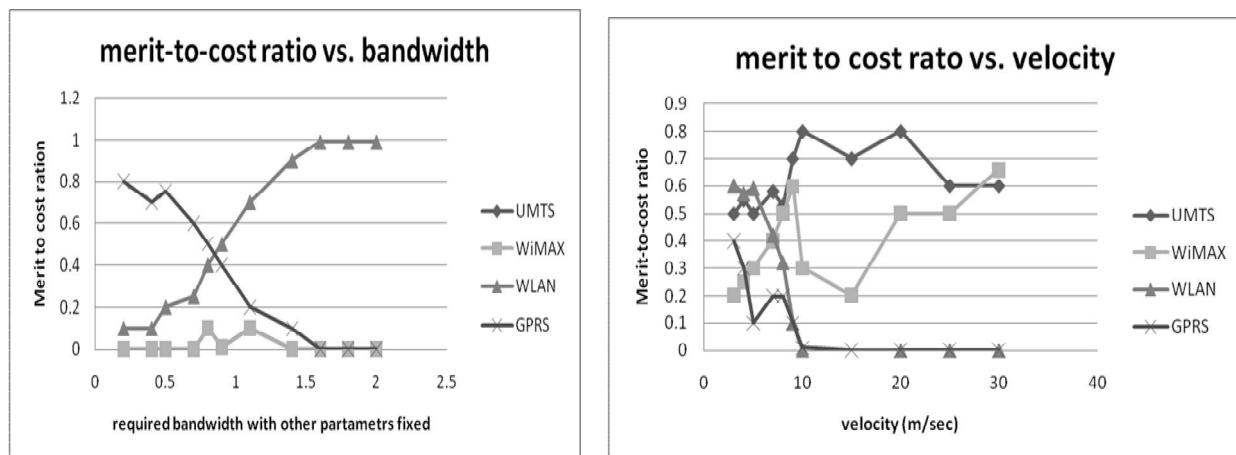 merit-to-cost ratio vs. bandwidth
Merit to cost ration
1.2
1
0.8
0.6
0.4
0.2
0
0
0.5
1
1.5
2
2.5
required bandwidth with other partametrs fixed
UMTS
WiMAX
WLAN
GPRS
merit to cost rato vs. velocity
Merit-to-cost ratio
0.9
0.8
0.7
0.6
0.5
0.4
0.3
0.2
0.1
0
0
10
20
30
40
velocity (m/sec)
UMTS
WiMAX
WLAN
GPRS